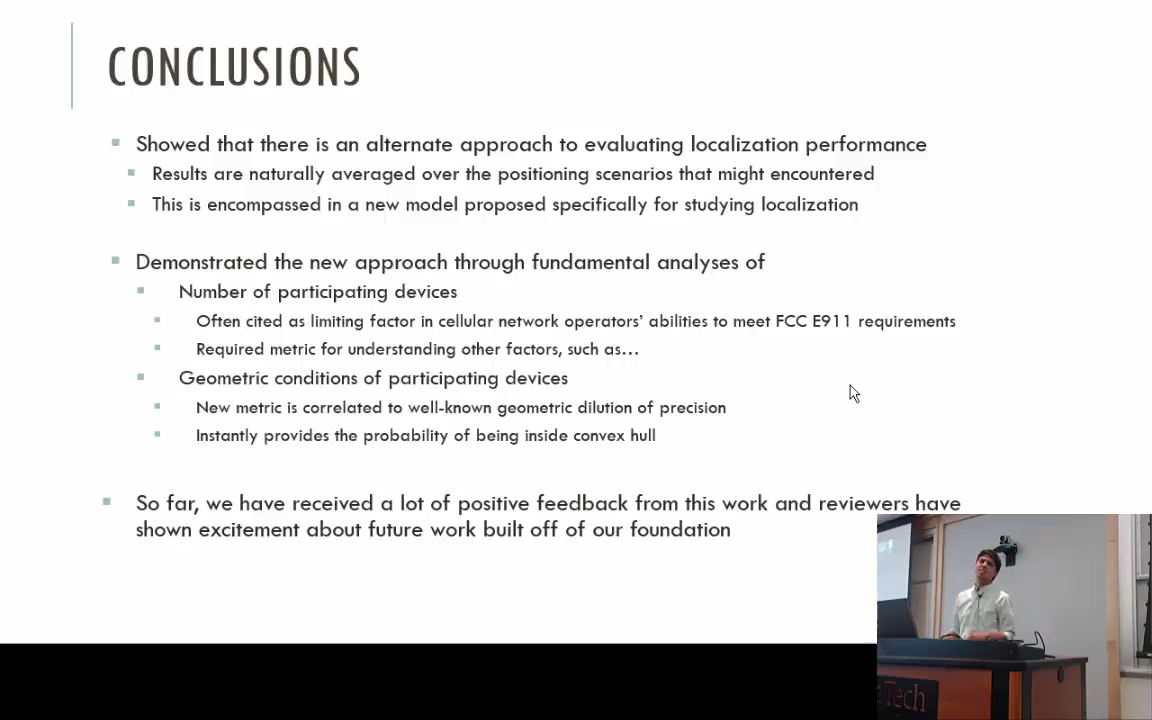 CONCLUSIONS
Showed that there is an alternate approach to evaluating localization performance
Results are naturally averaged over the positioning scenarios that might encountered
This is encompassed in a new model proposed specifically for studying localization
Demonstrated the new approach through fundamental analyses of
Number of participating devices
Often cited as limiting factor in cellular network operators’ abilities to meet FCC E911 requirements
Required metric for understanding other factors, such as…
Geometric conditions of participating devices
New metric is correlated to well-known geometric dilution of precision
Instantly provides the probability of being inside convex hull
So far, we have received a lot of positive feedback from this work and reviewers have
shown excitement about future work built off of our foundation
Tech